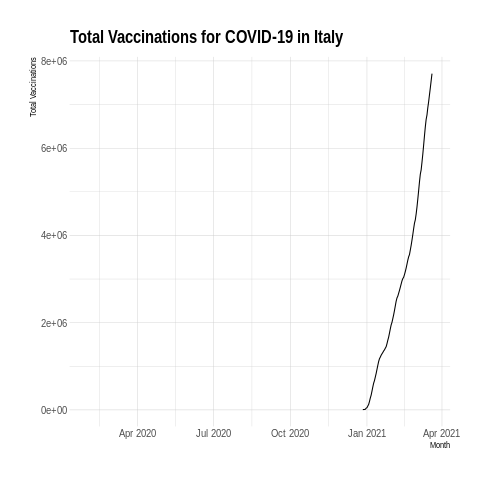 Total Vaccinations for COVID-19 in Italy
Total Vaccinations
8e+06
6e+06
4e+06
2e+06
0e+00
Apr 2020 Jul 2020 Oct 2020 Jan 2021 Apr 2021
Month